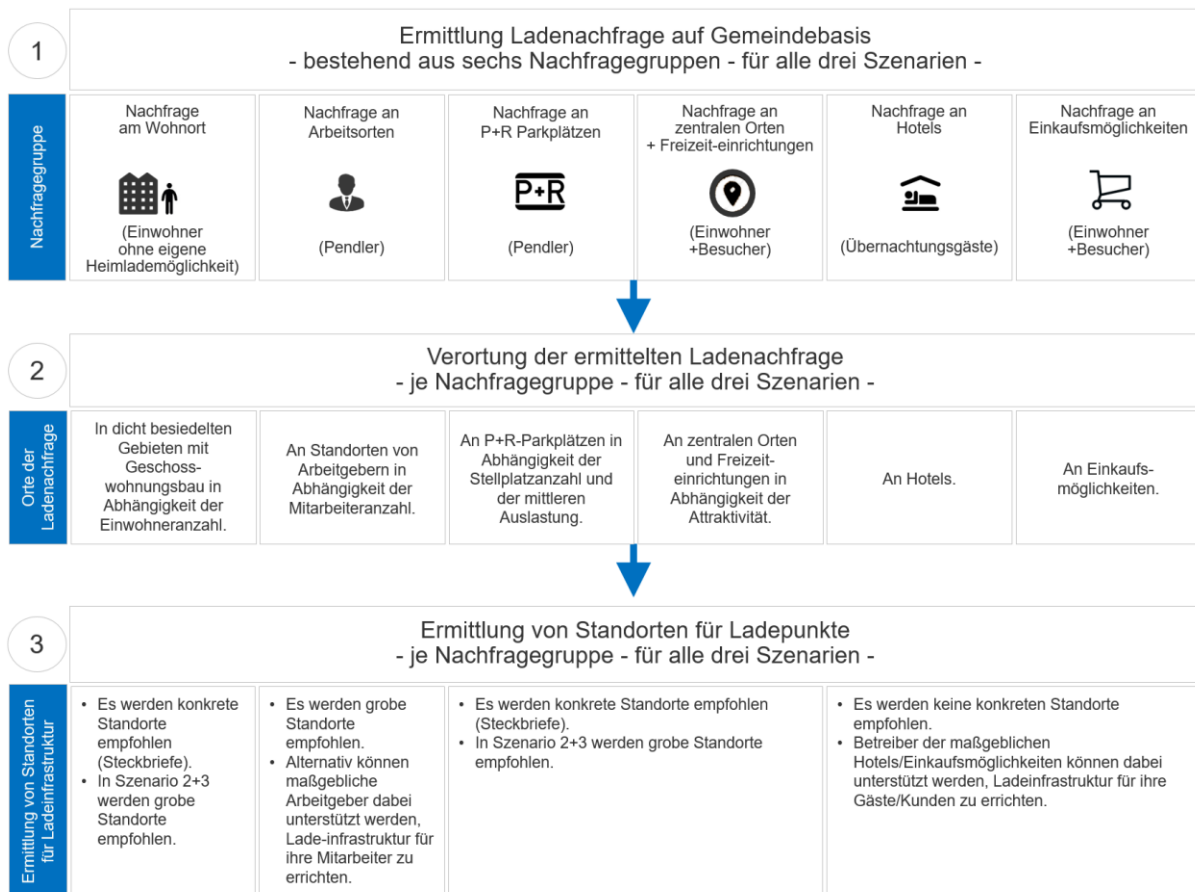 1
Ermittlung Ladenachfrage auf Gemeindebasis
- bestehend aus sechs Nachfragegruppen - für alle drei Szenarien -
Nachfragegruppe
Nachfrage
am Wohnort
(Einwohner
ohne eigene
Heimlademöglichkeit)
Nachfrage an
Arbeitsorten
(Pendler)
Nachfrage an
P+R Parkplätzen
P+R
(Pendler)
Nachfrage an
zentralen Orten
+ Freizeit-einrichtungen
(Einwohner
+Besucher)
Nachfrage an
Hotels
(Übernachtungsgäste)
Nachfrage an
Einkaufsmöglichkeiten
(Einwohner
+Besucher)
2
Verortung der ermittelten Ladenachfrage
- je Nachfragegruppe - für alle drei Szenarien -
Orte der
Ladenachfrage
In dicht besiedelten
Gebieten mit
Geschoss-
wohnungsbau in
Abhängigkeit der
Einwohneranzahl.
An Standorten von
Arbeitgebern in
Abhängigkeit der
Mitarbeiteranzahl.
An P+R-Parkplätzen in
Abhängigkeit der
Stellplatzanzahl und
der mittleren
Auslastung.
An zentralen Orten
und Freizeit-
einrichtungen in
Abhängigkeit der
Attraktivität.
An Hotels.
An Einkaufs-
möglichkeiten.
3
Ermittlung von Standorten für Ladepunkte
- je Nachfragegruppe - für alle drei Szenarien -
Ermittlung von Standorten
für Ladeinfrastruktur
• Es werden konkrete
Standorte
empfohlen
(Steckbriefe).
• In Szenario 2+3
werden grobe
Standorte
empfohlen.
• Es werden grobe
Standorte
empfohlen.
• Alternativ können
maßgebliche
Arbeitgeber dabei
unterstützt werden,
Lade-infrastruktur für
ihre Mitarbeiter zu
errichten.
• Es werden konkrete Standorte empfohlen
(Steckbriefe).
• In Szenario 2+3 werden grobe Standorte
empfohlen.
• Es werden keine konkreten Standorte
empfohlen.
• Betreiber der maßgeblichen
Hotels/Einkaufsmöglichkeiten können dabei
unterstützt werden, Ladeinfrastruktur für ihre
Gäste/Kunden zu errichten.